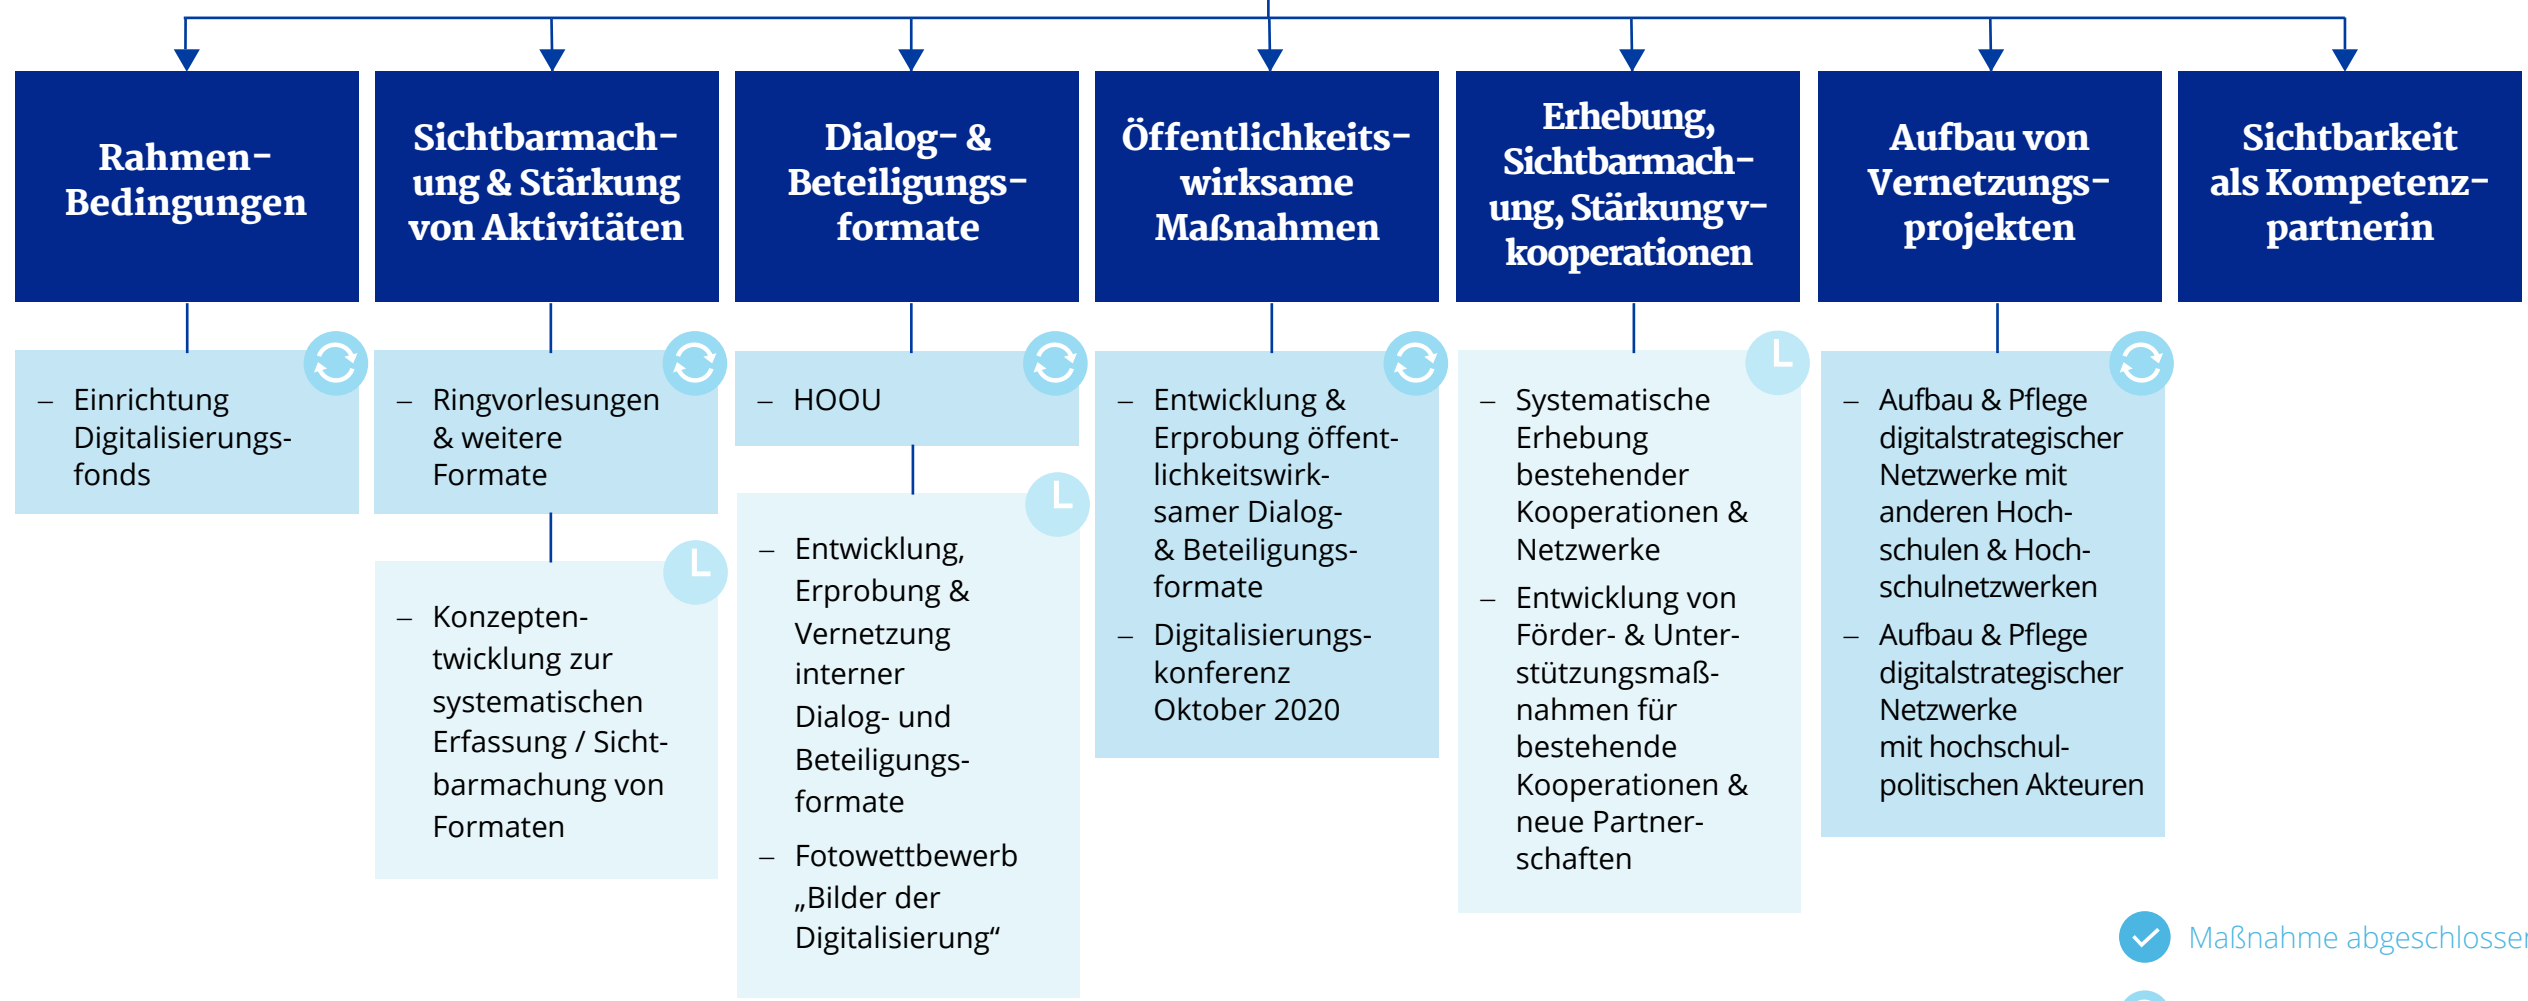 Rahmen-
Bedingungen
Sichtbarmach-
ung & Stärkung
von Aktivitäten
Dialog- &
Beteiligungs-
formate
Öffentlichkeits-
wirksame
Maßnahmen
Erhebung,
Sichtbarmach-
ung, Stärkung v-
kooperationen
Aufbau von
Vernetzungs-
projekten
Sichtbarkeit
als Kompetenz-
partnerin
– Einrichtung
Digitalisierungs-
fonds
– Ringvorlesungen
& weitere
Formate
– Konzepten-
twicklung zur
systematischen
Erfassung / Sicht-
barmachung von
Formaten
– HOOU
– Entwicklung,
Erprobung &
Vernetzung
interner
Dialog- und
Beteiligungs-
formate
– Fotowettbewerb
„Bilder der
Digitalisierung“
– Entwicklung &
Erprobung öffent-
lichkeitswirk-
samer Dialog-
& Beteiligungs-
formate
– Digitalisierungs-
konferenz
Oktober 2020
– Systematische
Erhebung
bestehender
Kooperationen &
Netzwerke
– Entwicklung von
Förder- & Unter-
stützungsmaß-
nahmen für
bestehende
Kooperationen &
neue Partner-
schaften
– Aufbau & Pflege
digitalstrategischer
Netzwerke mit
anderen Hoch-
schulen & Hoch-
schulnetzwerken
– Aufbau & Pflege
digitalstrategischer
Netzwerke
mit hochschul-
politischen Akteuren
Maßnahme abgeschlossen